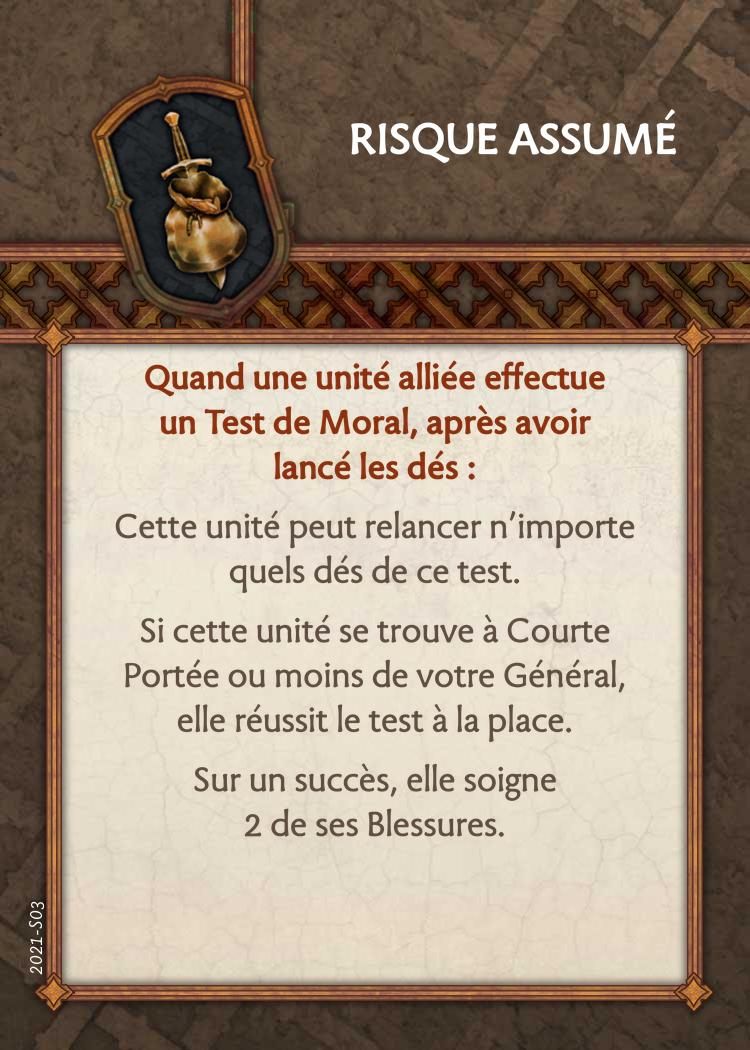 RISQUE ASSUMÉ
Quand une unité alliée effectue
un Test de Moral, après avoir
lancé les dés :
Cette unité peut relancer n’importe
quels dés de ce test.
Si cette unité se trouve à Courte
Portée ou moins de votre Général,
elle réussit le test à la place.
Sur un succès, elle soigne
2 de ses Blessures.
2021-S03